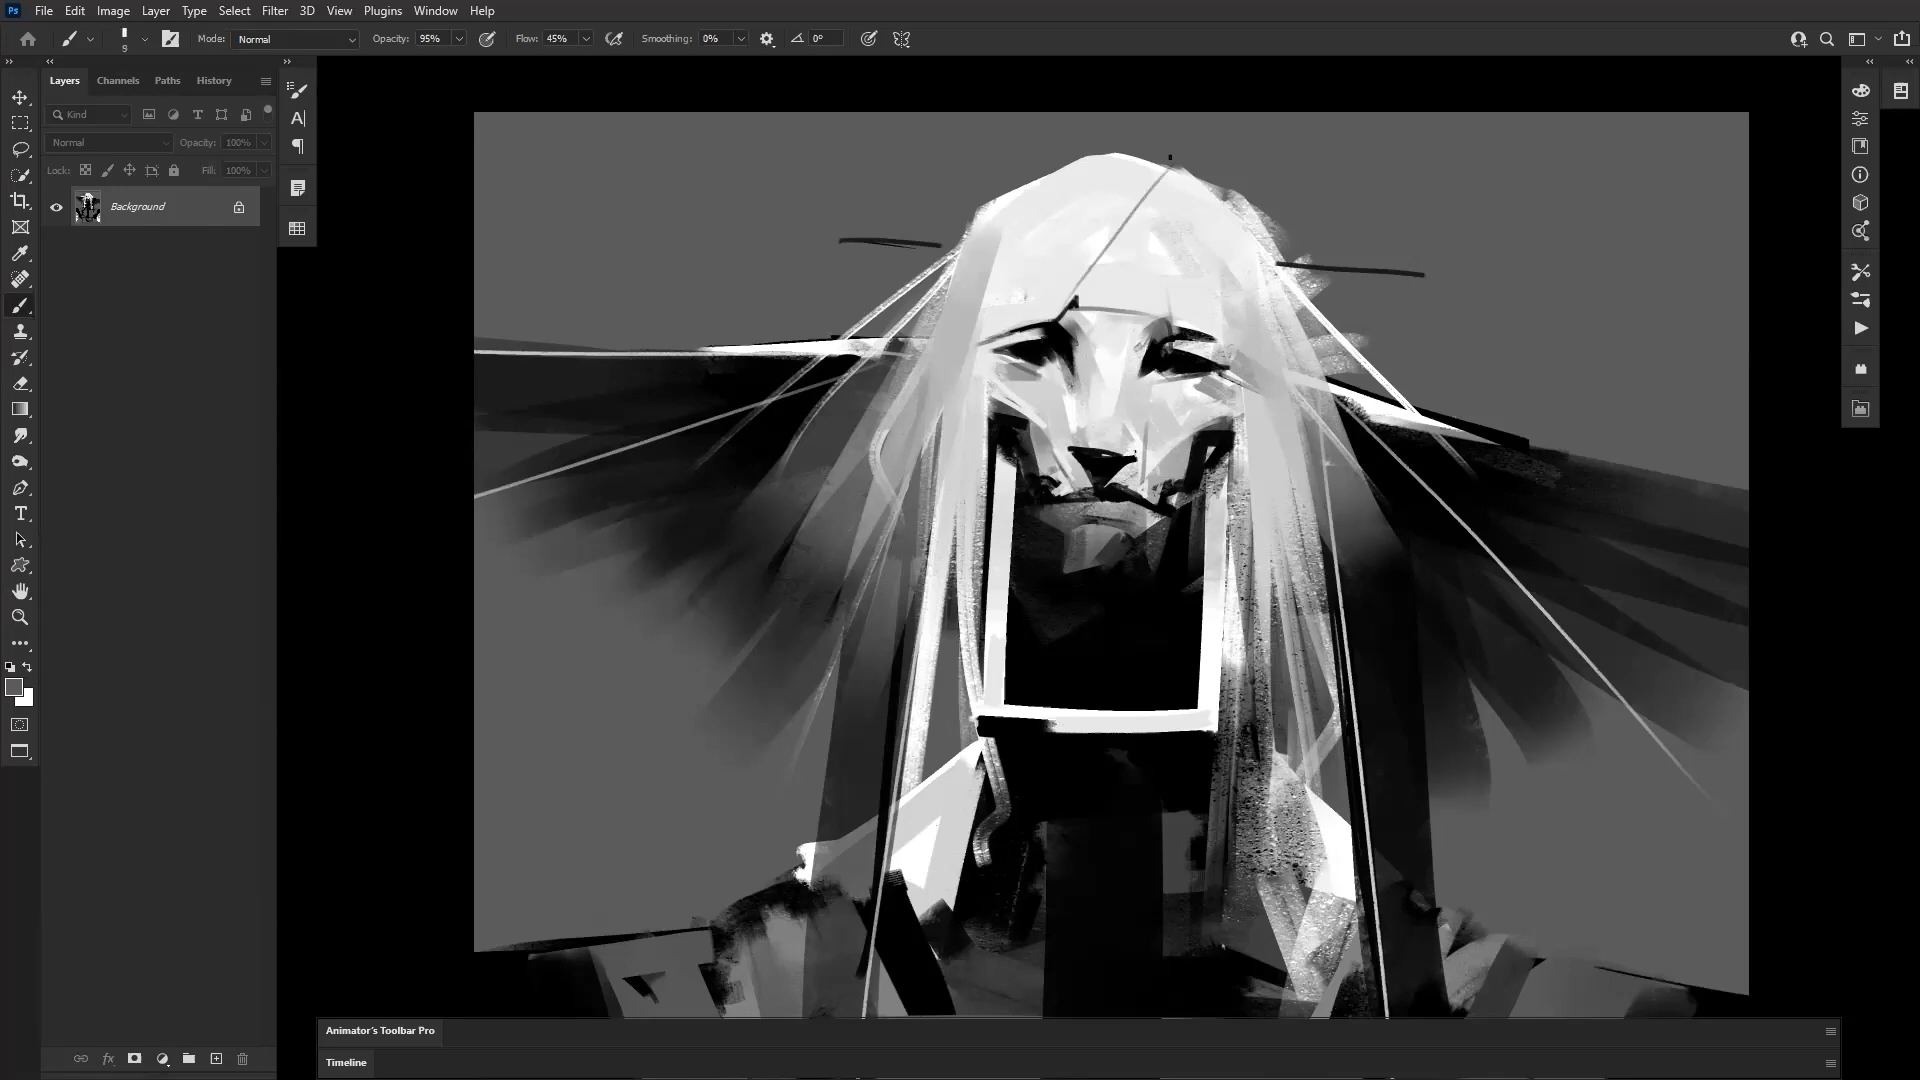 Ps File Edit Image Layer Type Select Filter 3D View Plugins Window Help
9 Mode: Normal Opacity: 95% Flow: 45% Smoothing: 0% 0°
Layers Channels Paths History
Kind
Normal Opacity: 100%
Lock: Fill: 100%
Background
Animator's Toolbar Pro
Timeline